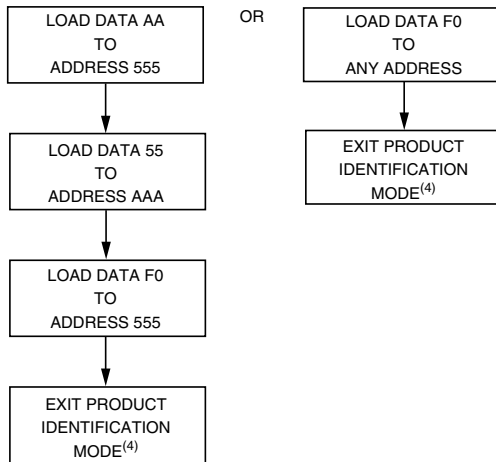 LOAD DATA AA
TO
ADDRESS 555
LOAD DATA 55
TO
ADDRESS AAA
LOAD DATA F0
TO
ADDRESS 555
EXIT PRODUCT
IDENTIFICATION
MODE(4)
OR
LOAD DATA F0
TO
ANY ADDRESS
EXIT PRODUCT
IDENTIFICATION
MODE(4)